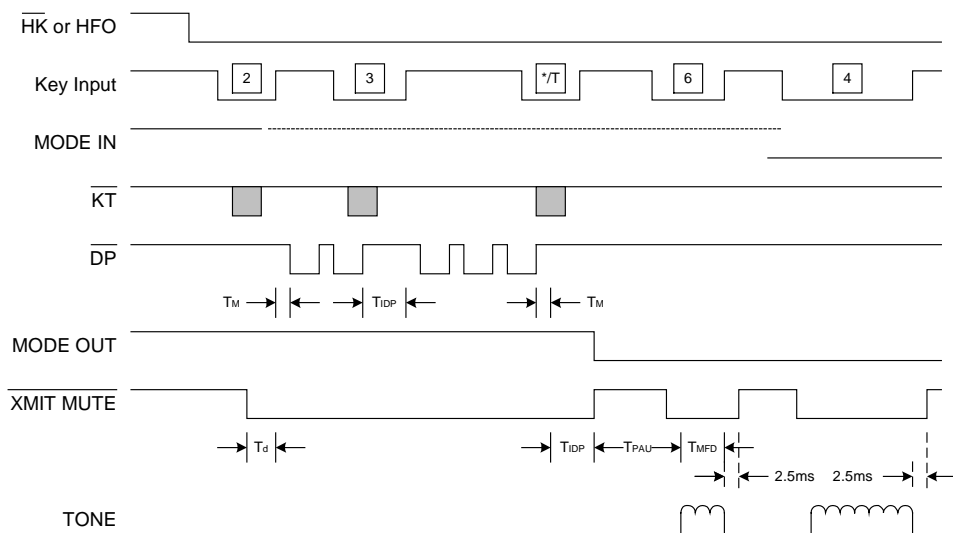 HK or HFO
Key Input 2 3 */T 6 4
MODE IN
KT
DP
TM TIDP TM
MODE OUT
XMIT MUTE
Td TIDP TPAU TMFD
2.5ms 2.5ms
TONE